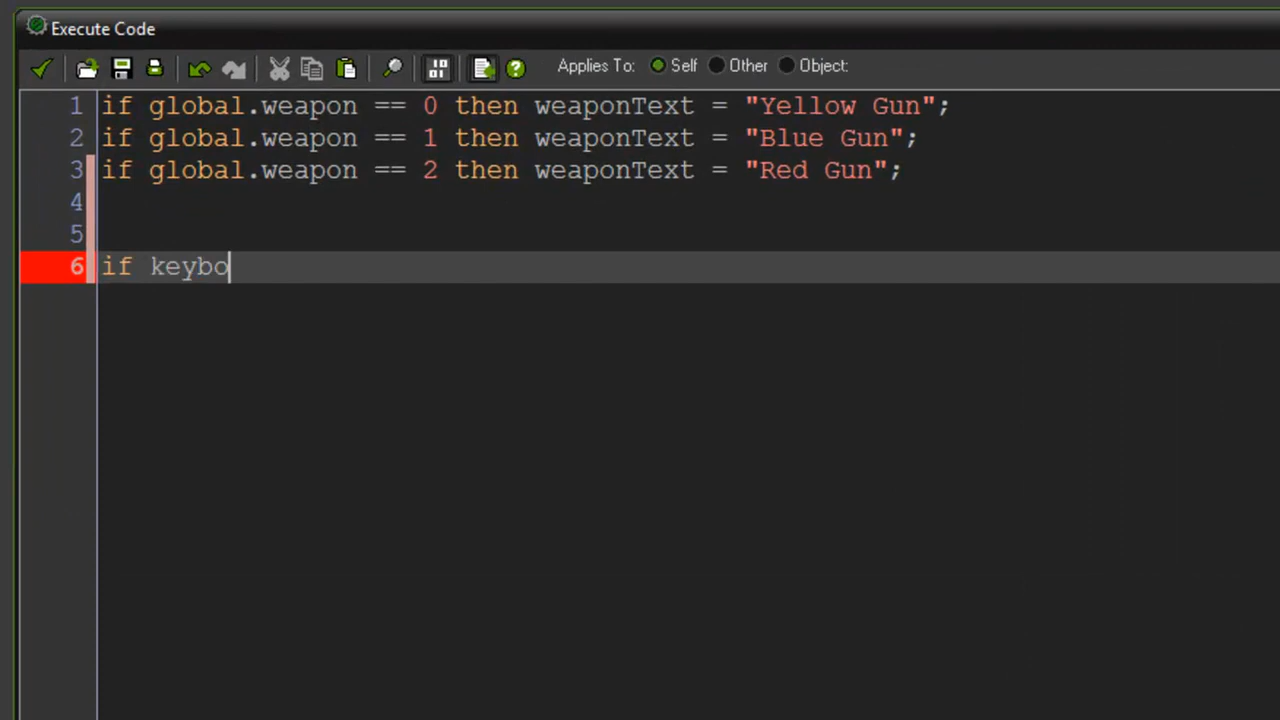 Execute Code
Applies To: Self Other Object:
1 if global.weapon == 0 then weaponText = "Yellow Gun";
2 if global.weapon == 1 then weaponText = "Blue Gun";
3 if global.weapon == 2 then weaponText = "Red Gun";
4
5
6 if keybo